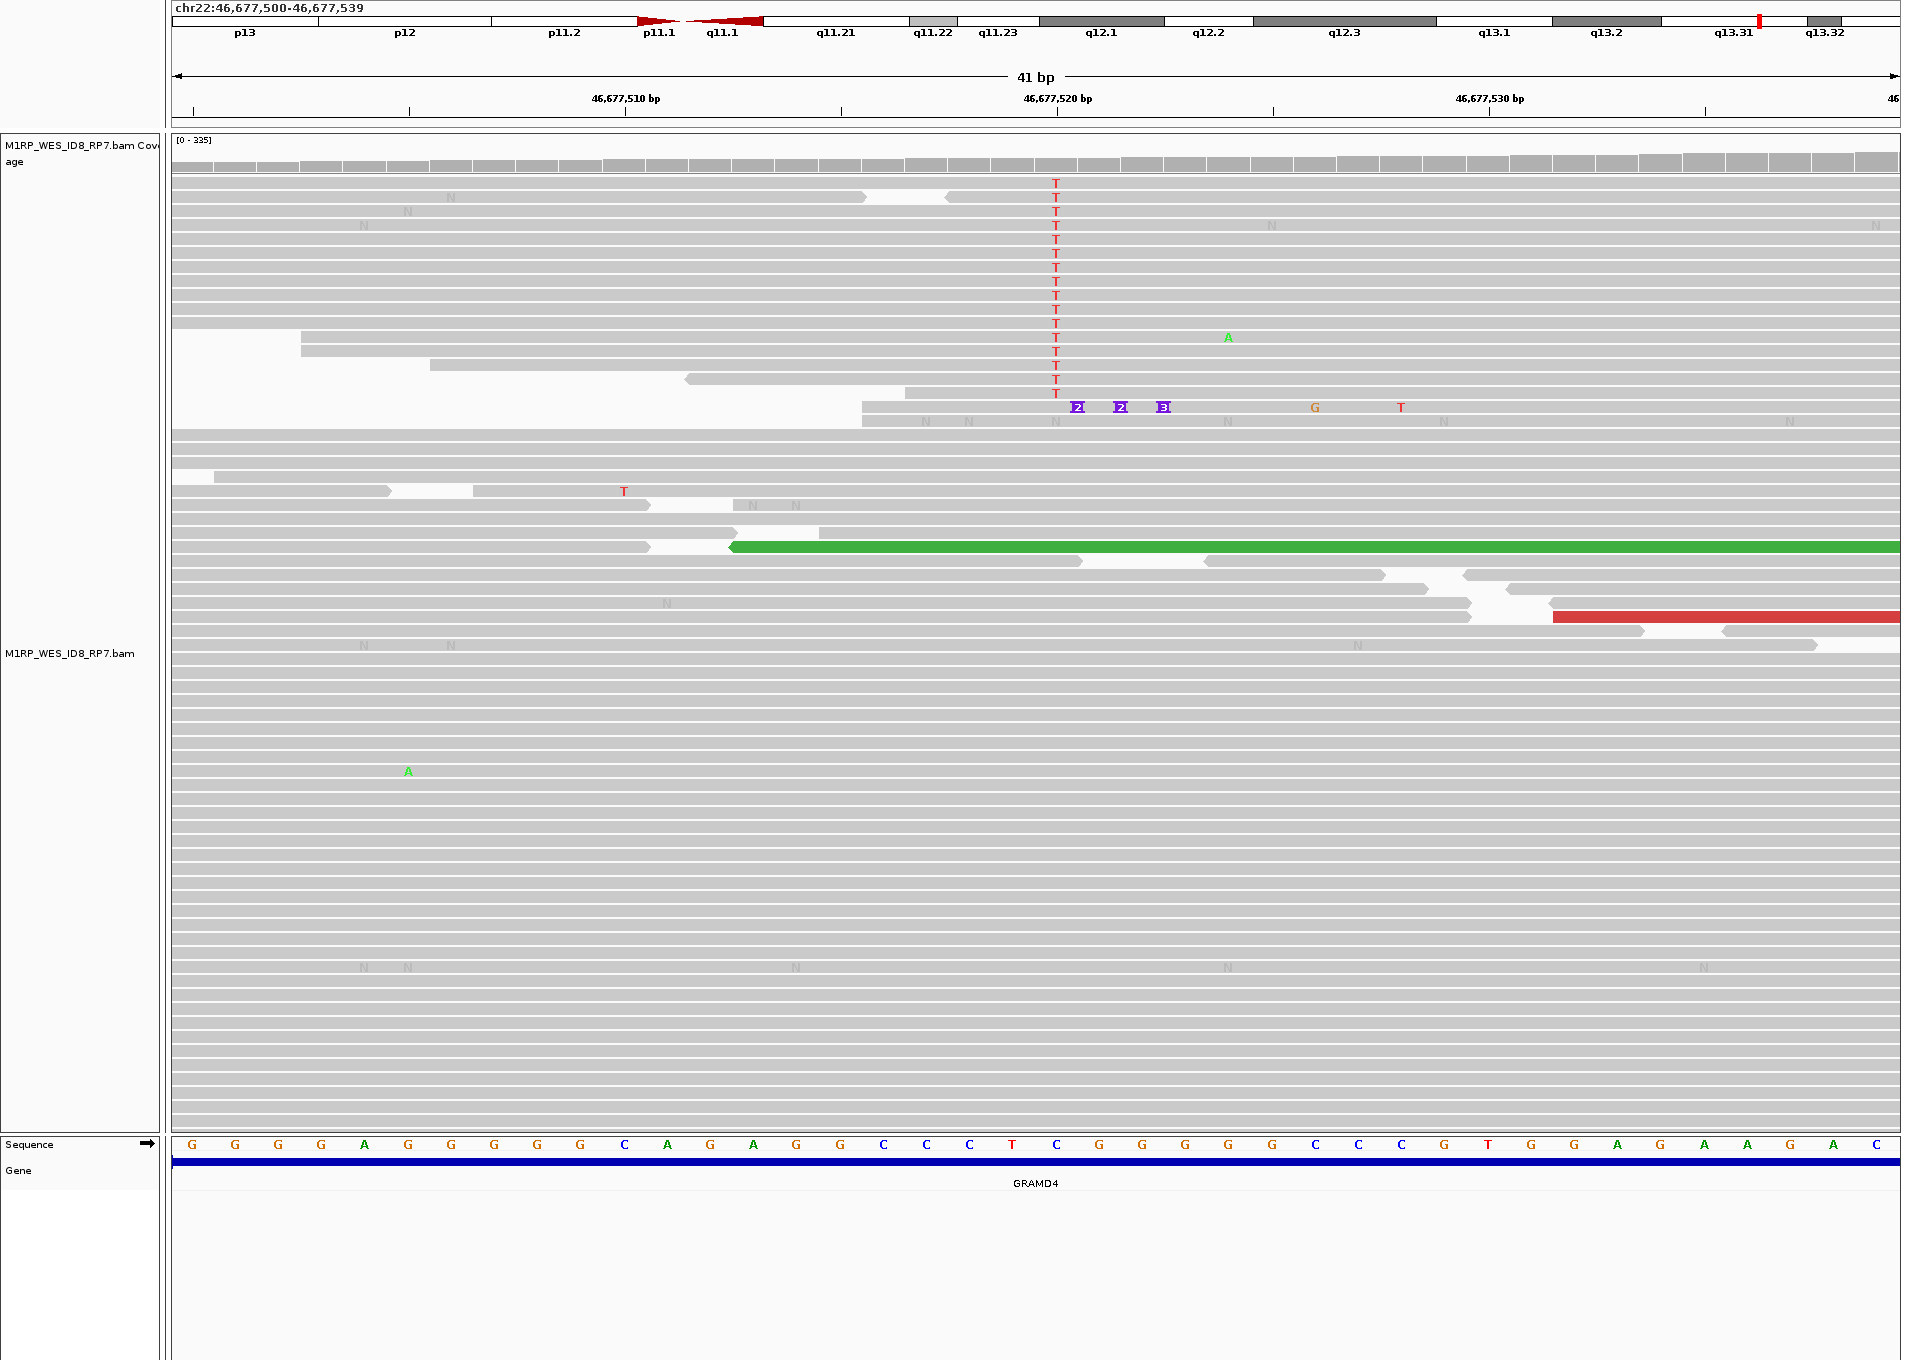 chr22:46,677,500-46,677,539
p13 p12 p11.2 p11.1 q11.1 q11.21 q11.22 q11.23 q12.1 q12.2 q12.3 q13.1 q13.2 q13.31 q13.32
41 bp
46,677,510 bp 46,677,520 bp 46,677,530 bp 46
M1RP_WES_ID8_RP7.bam Cov
age
[0 - 335]
T
N T
N T
N T N N
T
T
T
T
T
T
T
T A
T
T
T
T
2 2 3 G T
N N N N N N
T
N N
N
N N N
M1RP_WES_ID8_RP7.bam
A
N N N N N
Sequence G G G G A G G G G G C A G A G G C C C T C G G G G G C C C G T G G A G A A G A C
Gene
GRAMD4